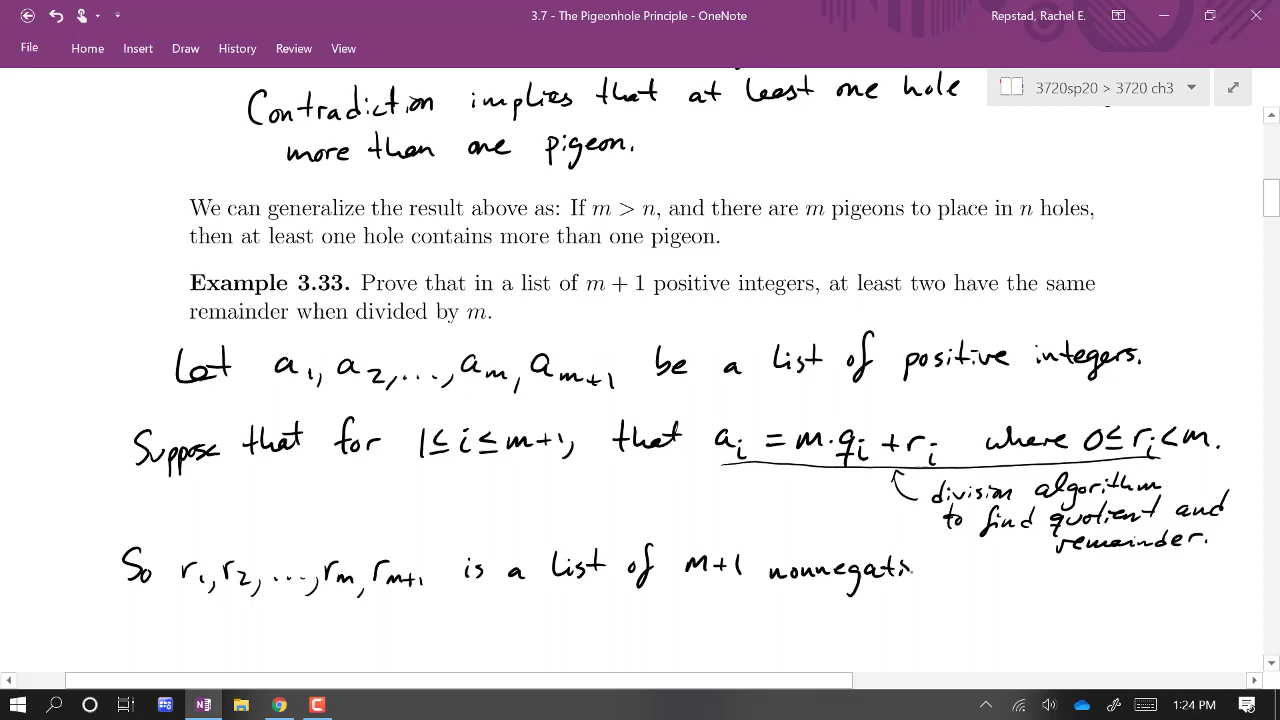 3.7 - The Pigeonhole Principle - OneNote
Repstad, Rachel E.
File Home Insert Draw History Review View
3720sp20 > 3720 ch3
Contradiction implies that at least one hole
more than one pigeon.
We can generalize the result above as: If m > n, and there are m pigeons to place in n holes,
then at least one hole contains more than one pigeon.
Example 3.33. Prove that in a list of m + 1 positive integers, at least two have the same
remainder when divided by m.
Let a₁, a₂, ..., aₘ, aₘ₊₁ be a list of positive integers.
Suppose that for 1 ≤ i ≤ m+1, that aᵢ = m·qᵢ + rᵢ where 0 ≤ rᵢ < m.
division algorithm
to find quotient and
remainder.
So r₁, r₂, ..., rₘ, rₘ₊₁ is a list of m+1 nonnegati
1:24 PM